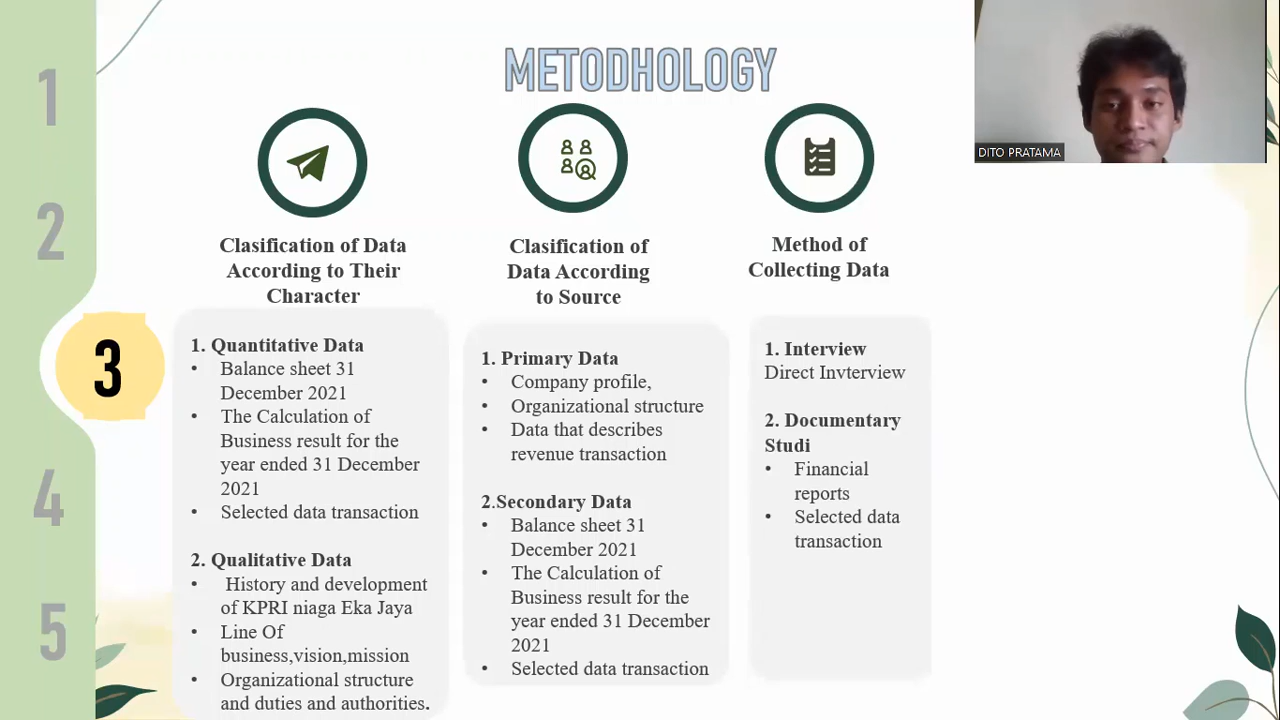 METODHOLOGY
1
2
3
4
5
DITO PRATAMA
Clasification of Data
According to Their
Character
1. Quantitative Data
• Balance sheet 31
December 2021
• The Calculation of
Business result for the
year ended 31 December
2021
• Selected data transaction
2. Qualitative Data
• History and development
of KPRI niaga Eka Jaya
• Line Of
business,vision,mission
• Organizational structure
and duties and authorities.
Clasification of
Data According
to Source
1. Primary Data
• Company profile,
• Organizational structure
• Data that describes
revenue transaction
2.Secondary Data
• Balance sheet 31
December 2021
• The Calculation of
Business result for the
year ended 31 December
2021
• Selected data transaction
Method of
Collecting Data
1. Interview
Direct Invterview
2. Documentary
Studi
• Financial
reports
• Selected data
transaction